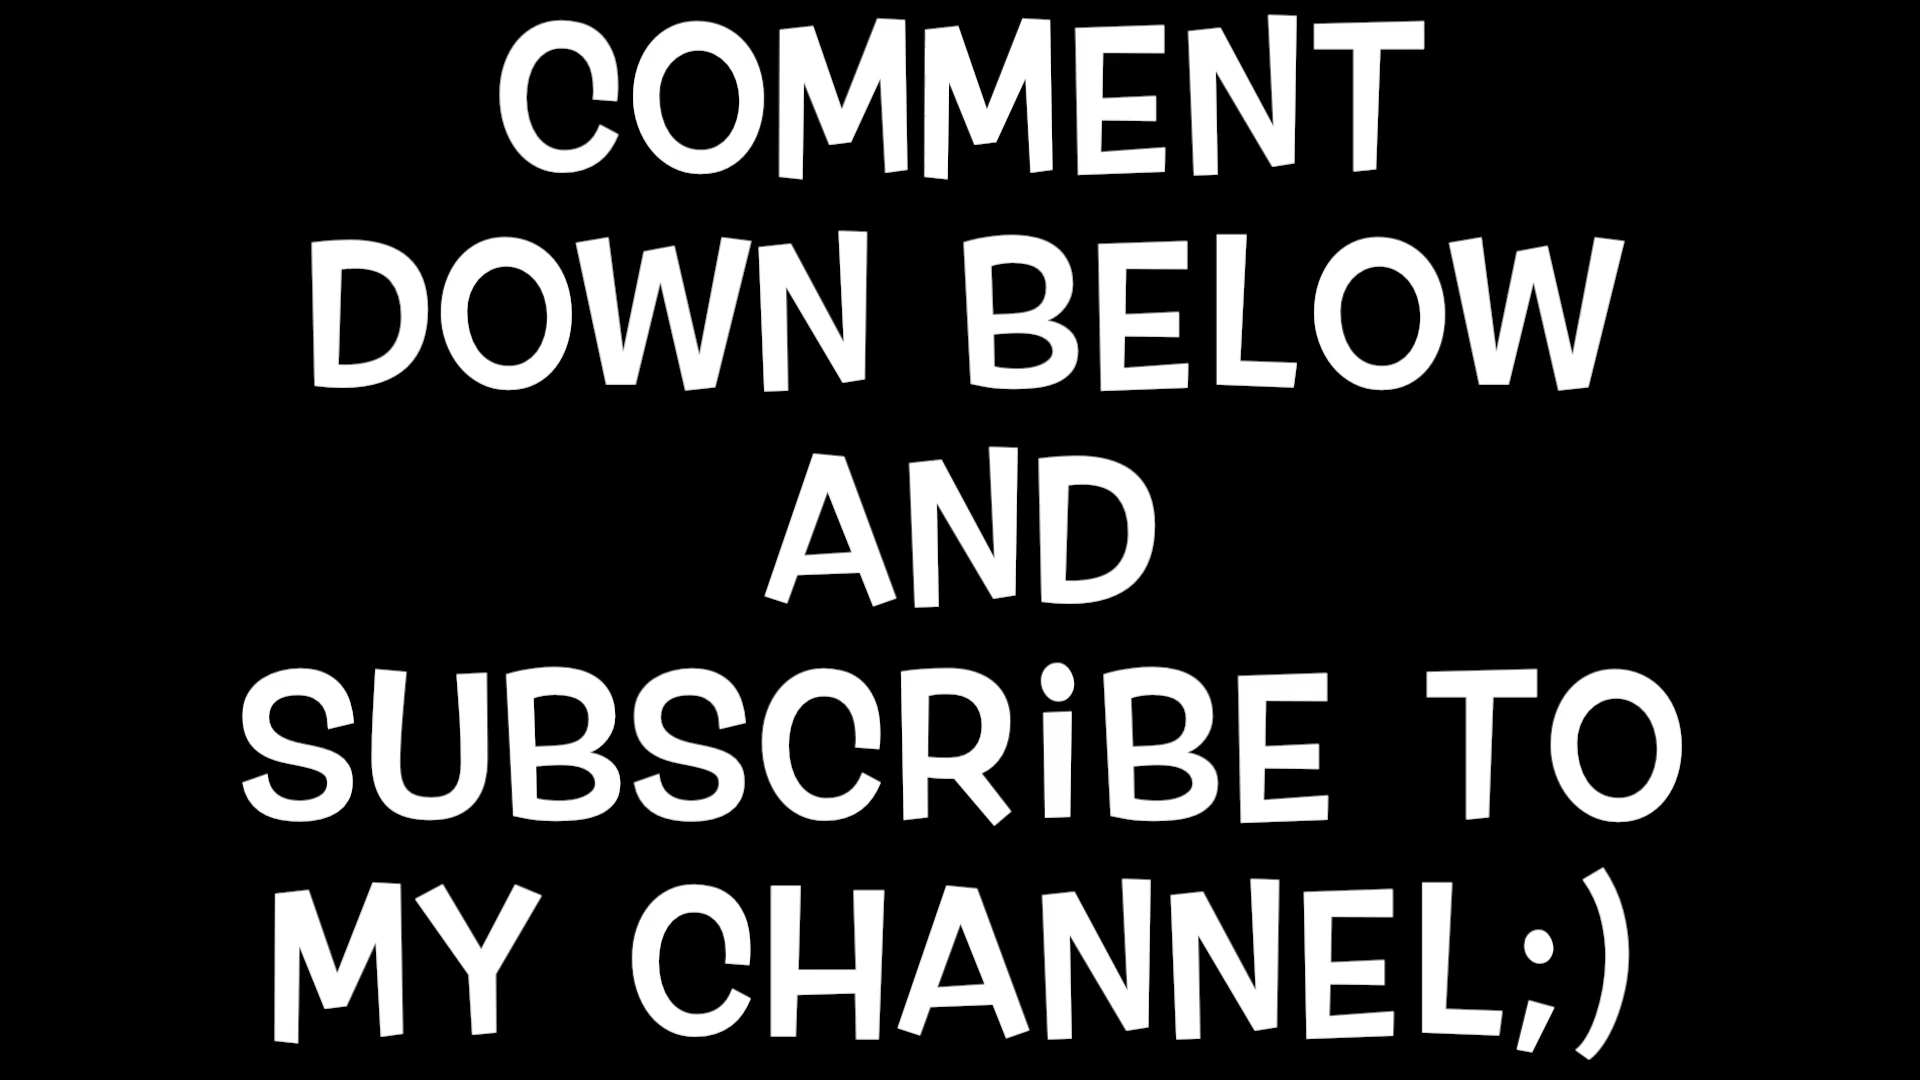 COMMENT
DOWN BELOW
AND
SUBSCRiBE TO
MY CHANNEL;)